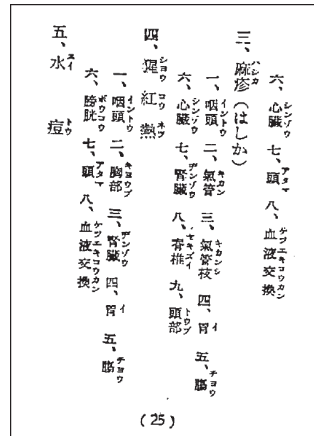 六、心臓 七、頭 八、血液交換
三、麻疹(はしか)
一、咽頭 二、氣管 三、氣管枝 四、胃 五、腸
六、心臓 七、腎臓 八、脊椎 九、頭部
四、猩紅熱
一、咽頭 二、胸部 三、腎臓 四、胃 五、腸
六、膀胱 七、頭 八、血液交換
五、水痘
(25)